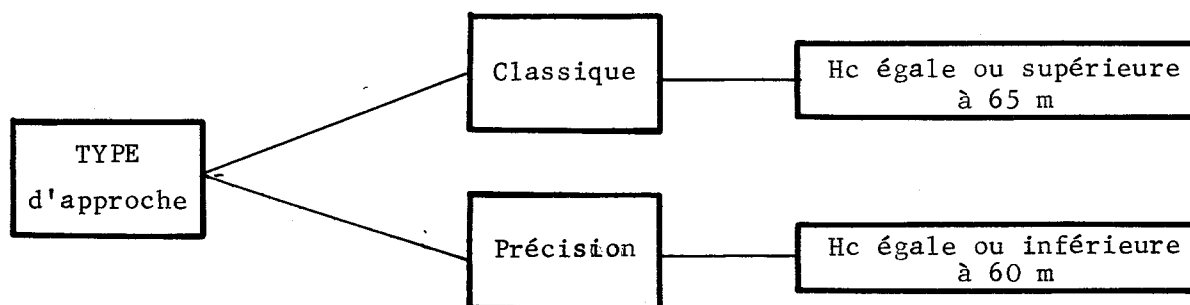 Classique
Hc égale ou supérieure
à 65 m
TYPE
d'approche
Précision
Hc égale ou inférieure
à 60 m